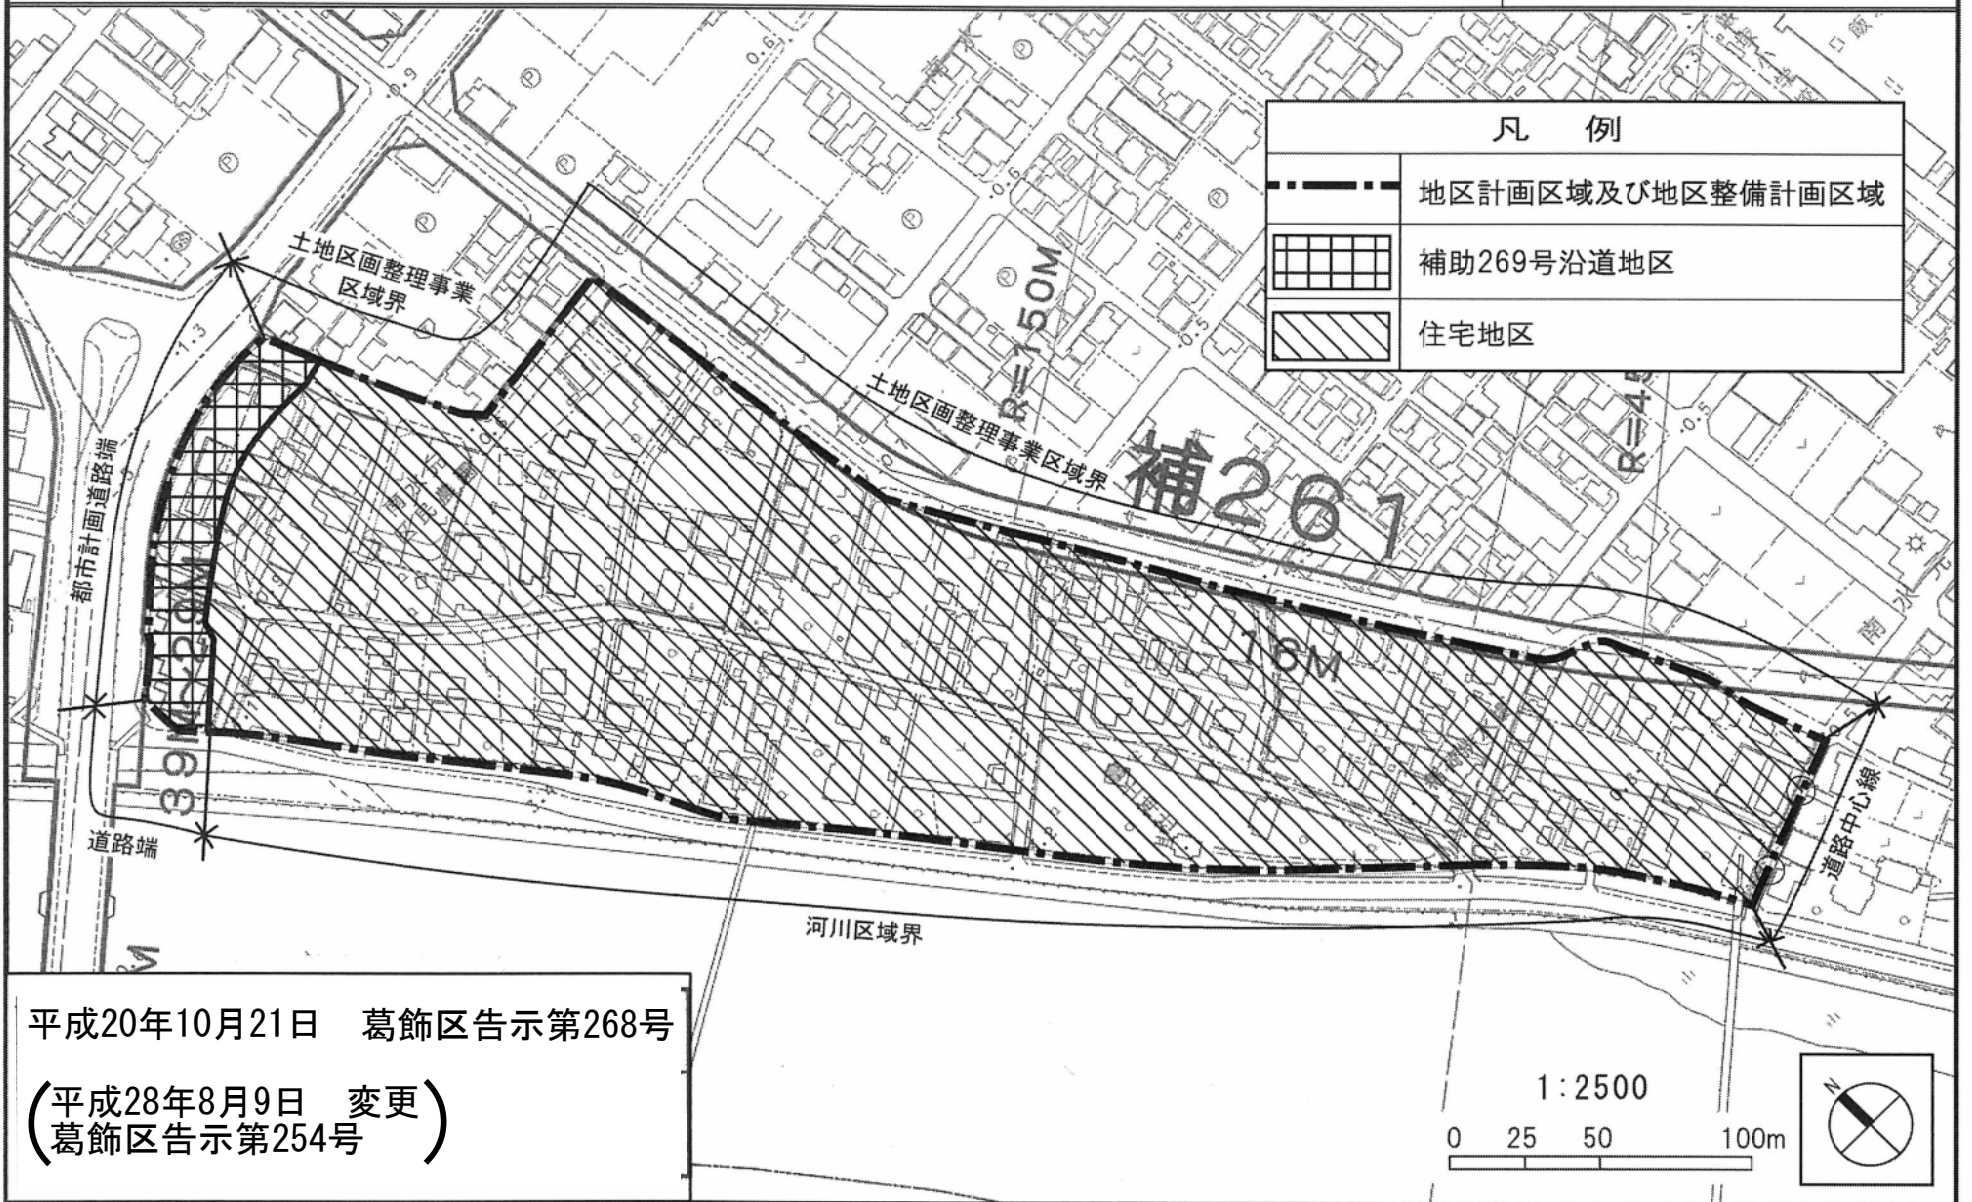 凡　例
地区計画区域及び地区整備計画区域
補助269号沿道地区
住宅地区
土地区画整理事業
区域界
R=150M
土地区画整理事業区域界
補261
都市計画道路端
16M
道路端
道路中心線
河川区域界
平成20年10月21日　葛飾区告示第268号
平成28年8月9日　変更
葛飾区告示第254号
1:2500
0 25 50 100m
N